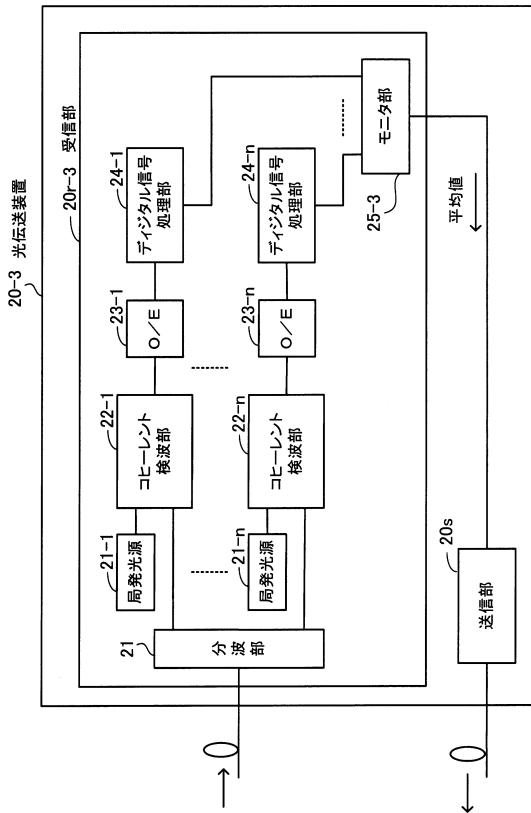 20-3 光伝送装置
20r-3 受信部
21
分波部
21-1
局発光源
22-1
コヒーレント
検波部
23-1
O/E
24-1
ディジタル信号
処理部
21-n
局発光源
22-n
コヒーレント
検波部
23-n
O/E
24-n
ディジタル信号
処理部
モニタ部
25-3
平均値
20s
送信部